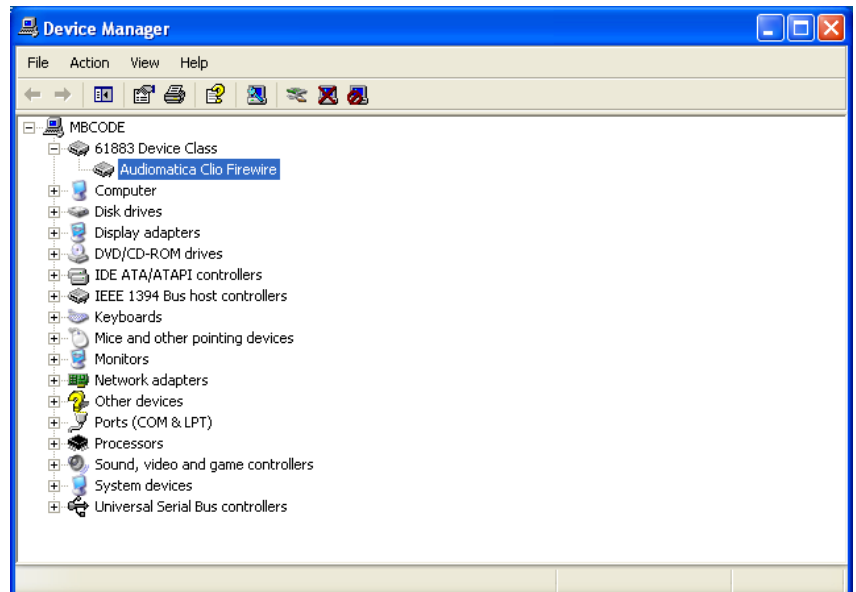 Device Manager
File Action View Help
MBCODE
61883 Device Class
Audiomatica Clio Firewire
Computer
Disk drives
Display adapters
DVD/CD-ROM drives
IDE ATA/ATAPI controllers
IEEE 1394 Bus host controllers
Keyboards
Mice and other pointing devices
Monitors
Network adapters
Other devices
Ports (COM & LPT)
Processors
Sound, video and game controllers
System devices
Universal Serial Bus controllers